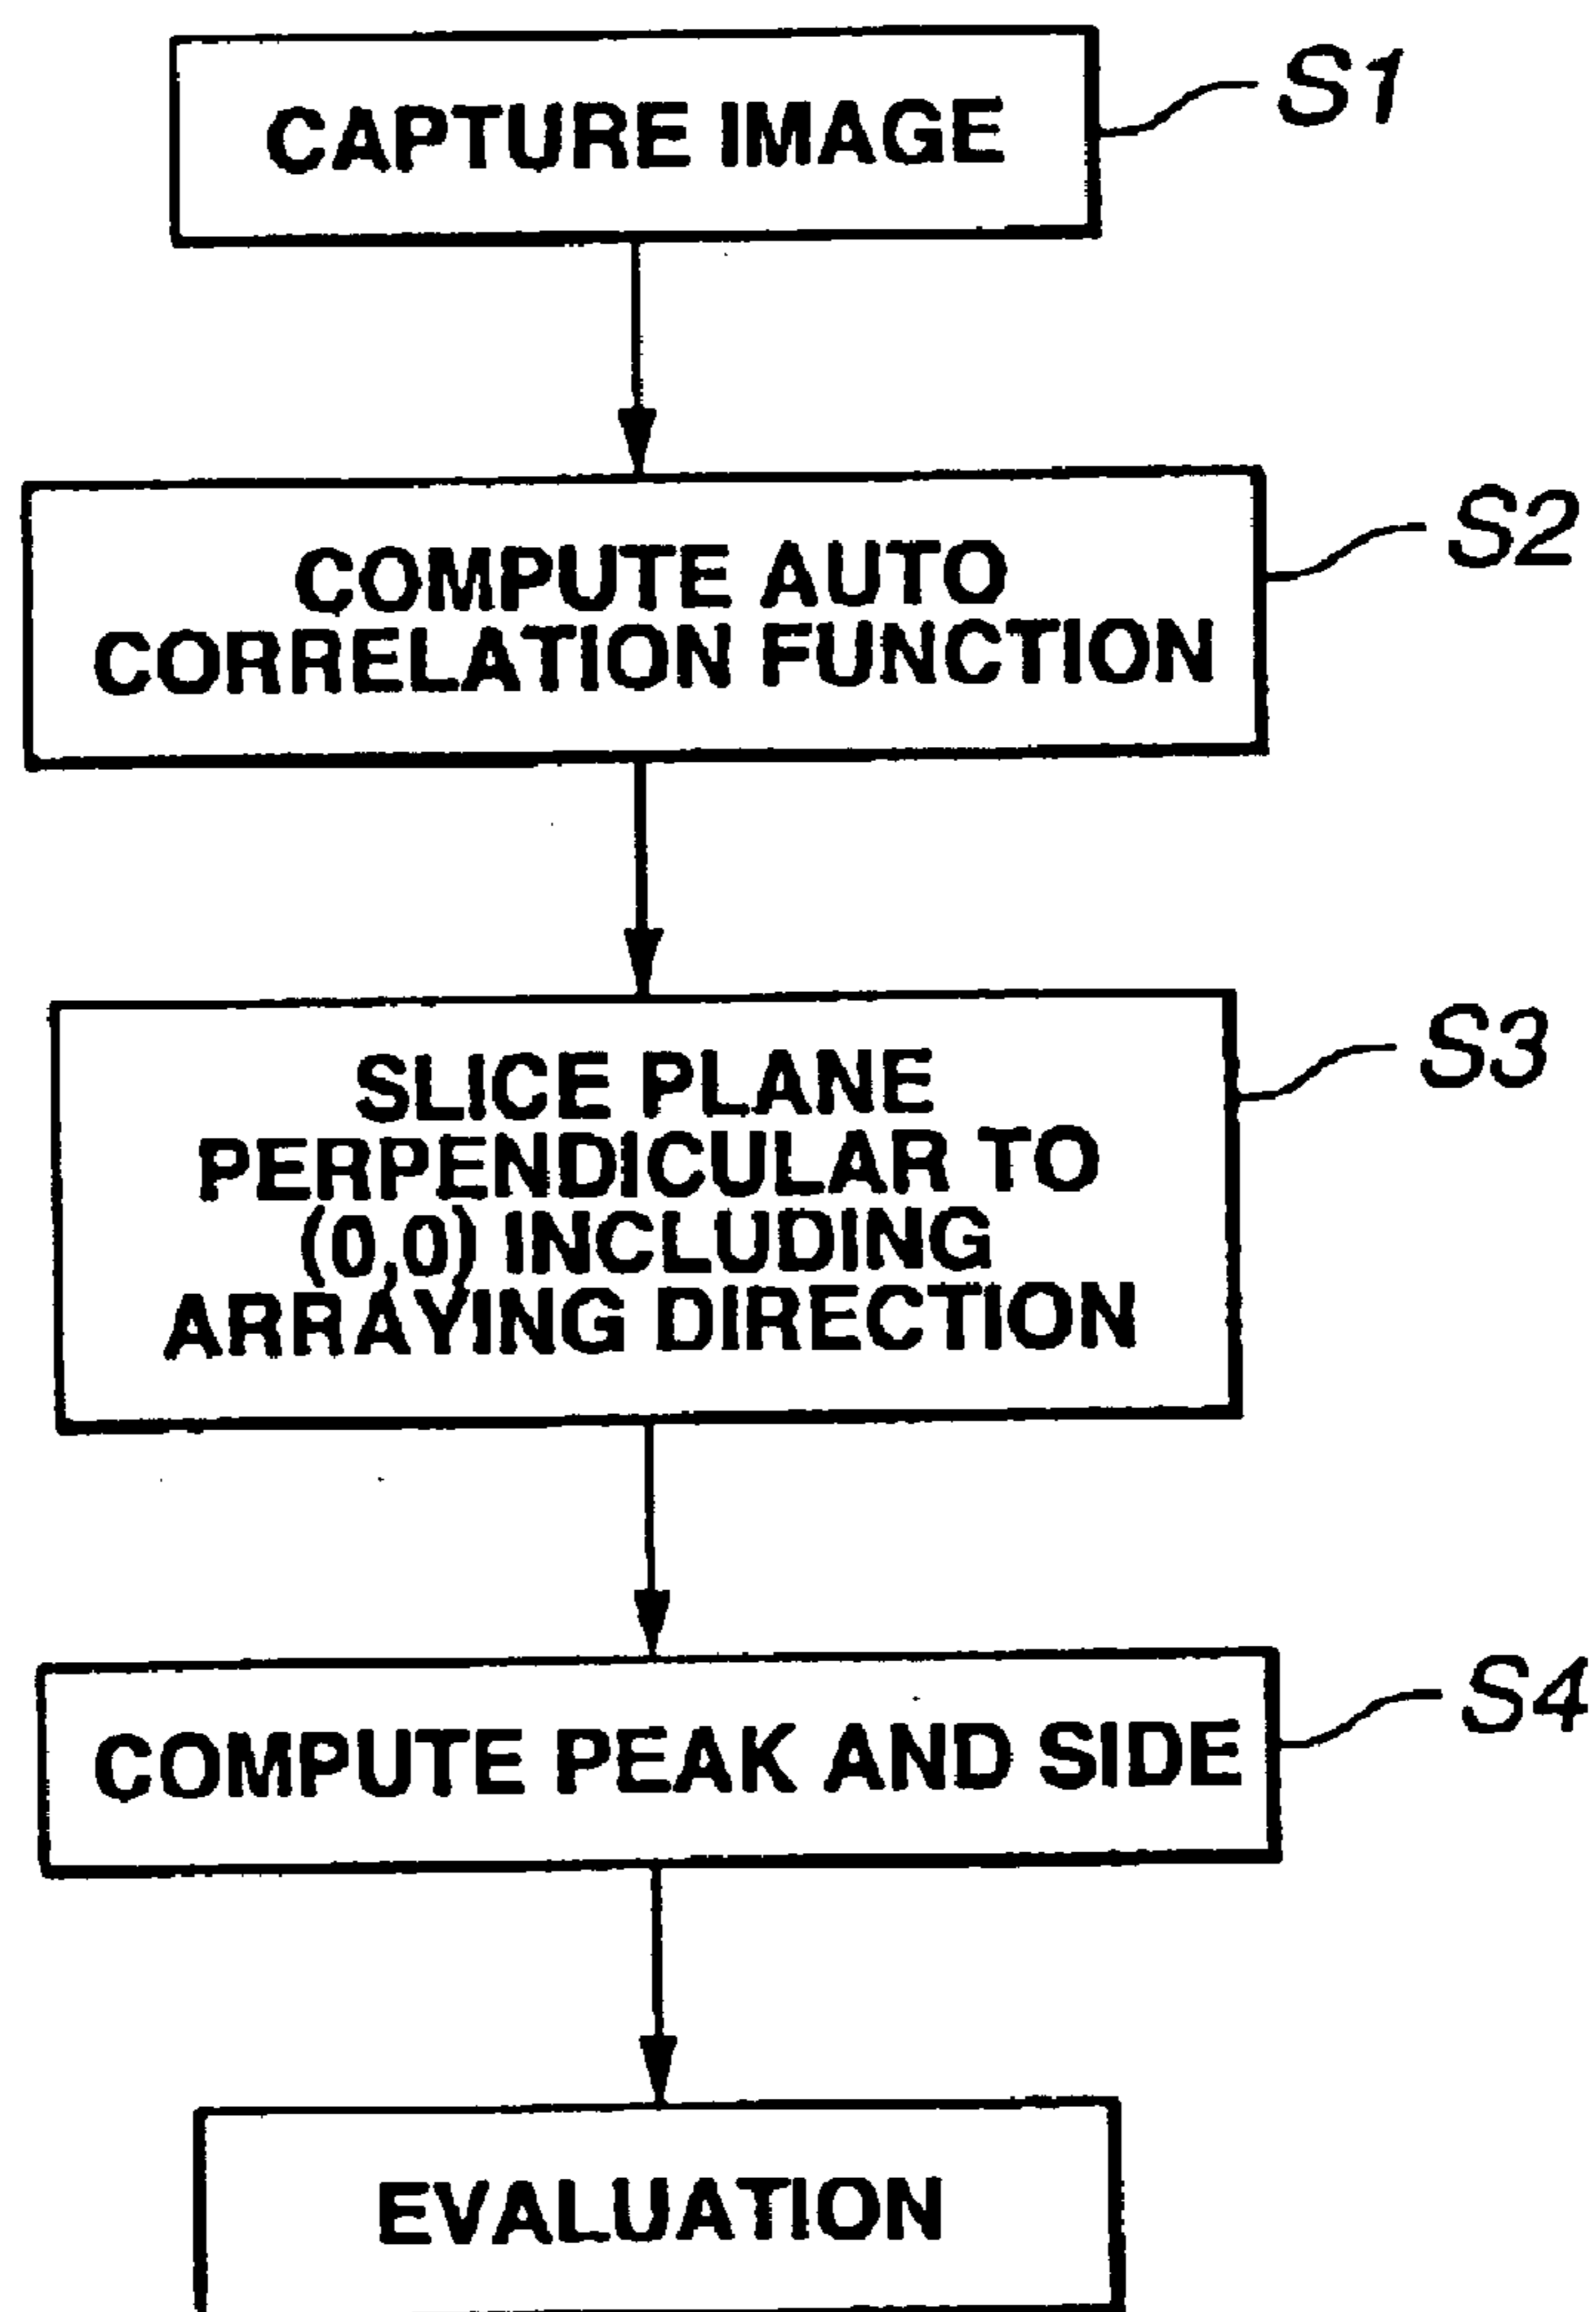 CAPTURE IMAGE
S1
COMPUTE AUTO
CORRELATION FUNCTION
S2
SLICE PLANE
PERPENDICULAR TO
(0,0) INCLUDING
ARRAYING DIRECTION
S3
COMPUTE PEAK AND SIDE
S4
EVALUATION